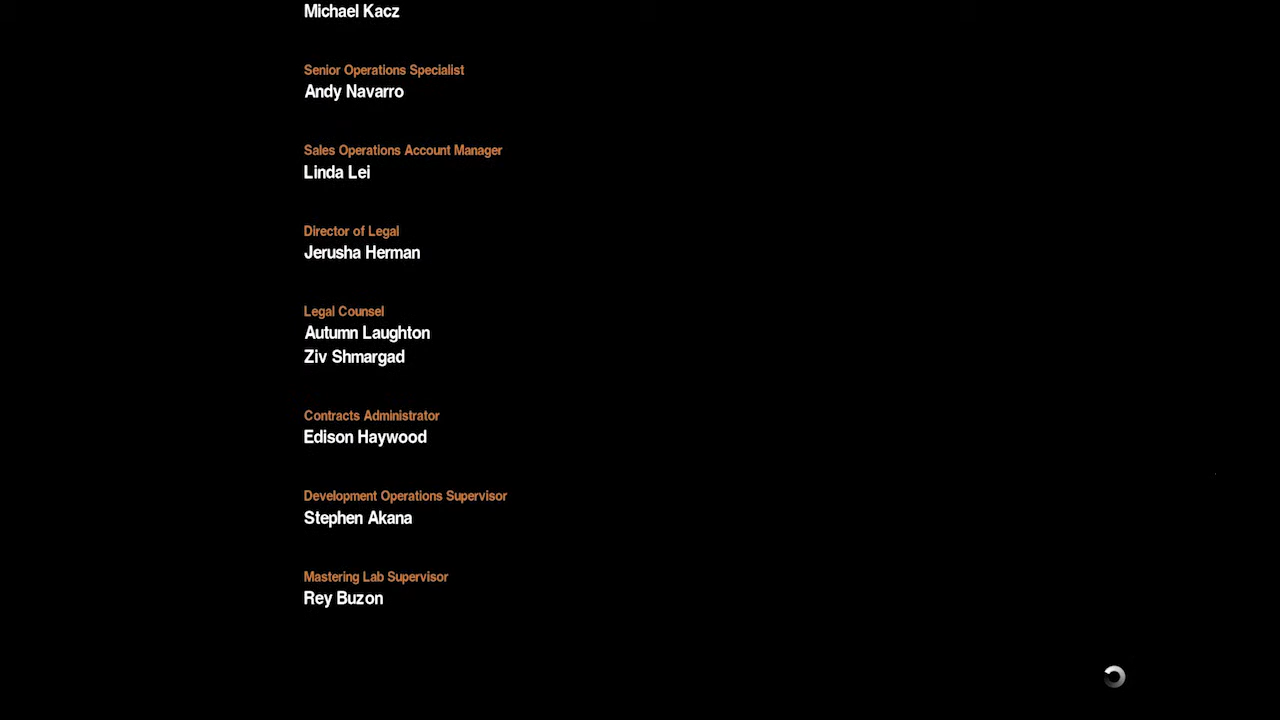 Michael Kacz
Senior Operations Specialist
Andy Navarro
Sales Operations Account Manager
Linda Lei
Director of Legal
Jerusha Herman
Legal Counsel
Autumn Laughton
Ziv Shmargad
Contracts Administrator
Edison Haywood
Development Operations Supervisor
Stephen Akana
Mastering Lab Supervisor
Rey Buzon